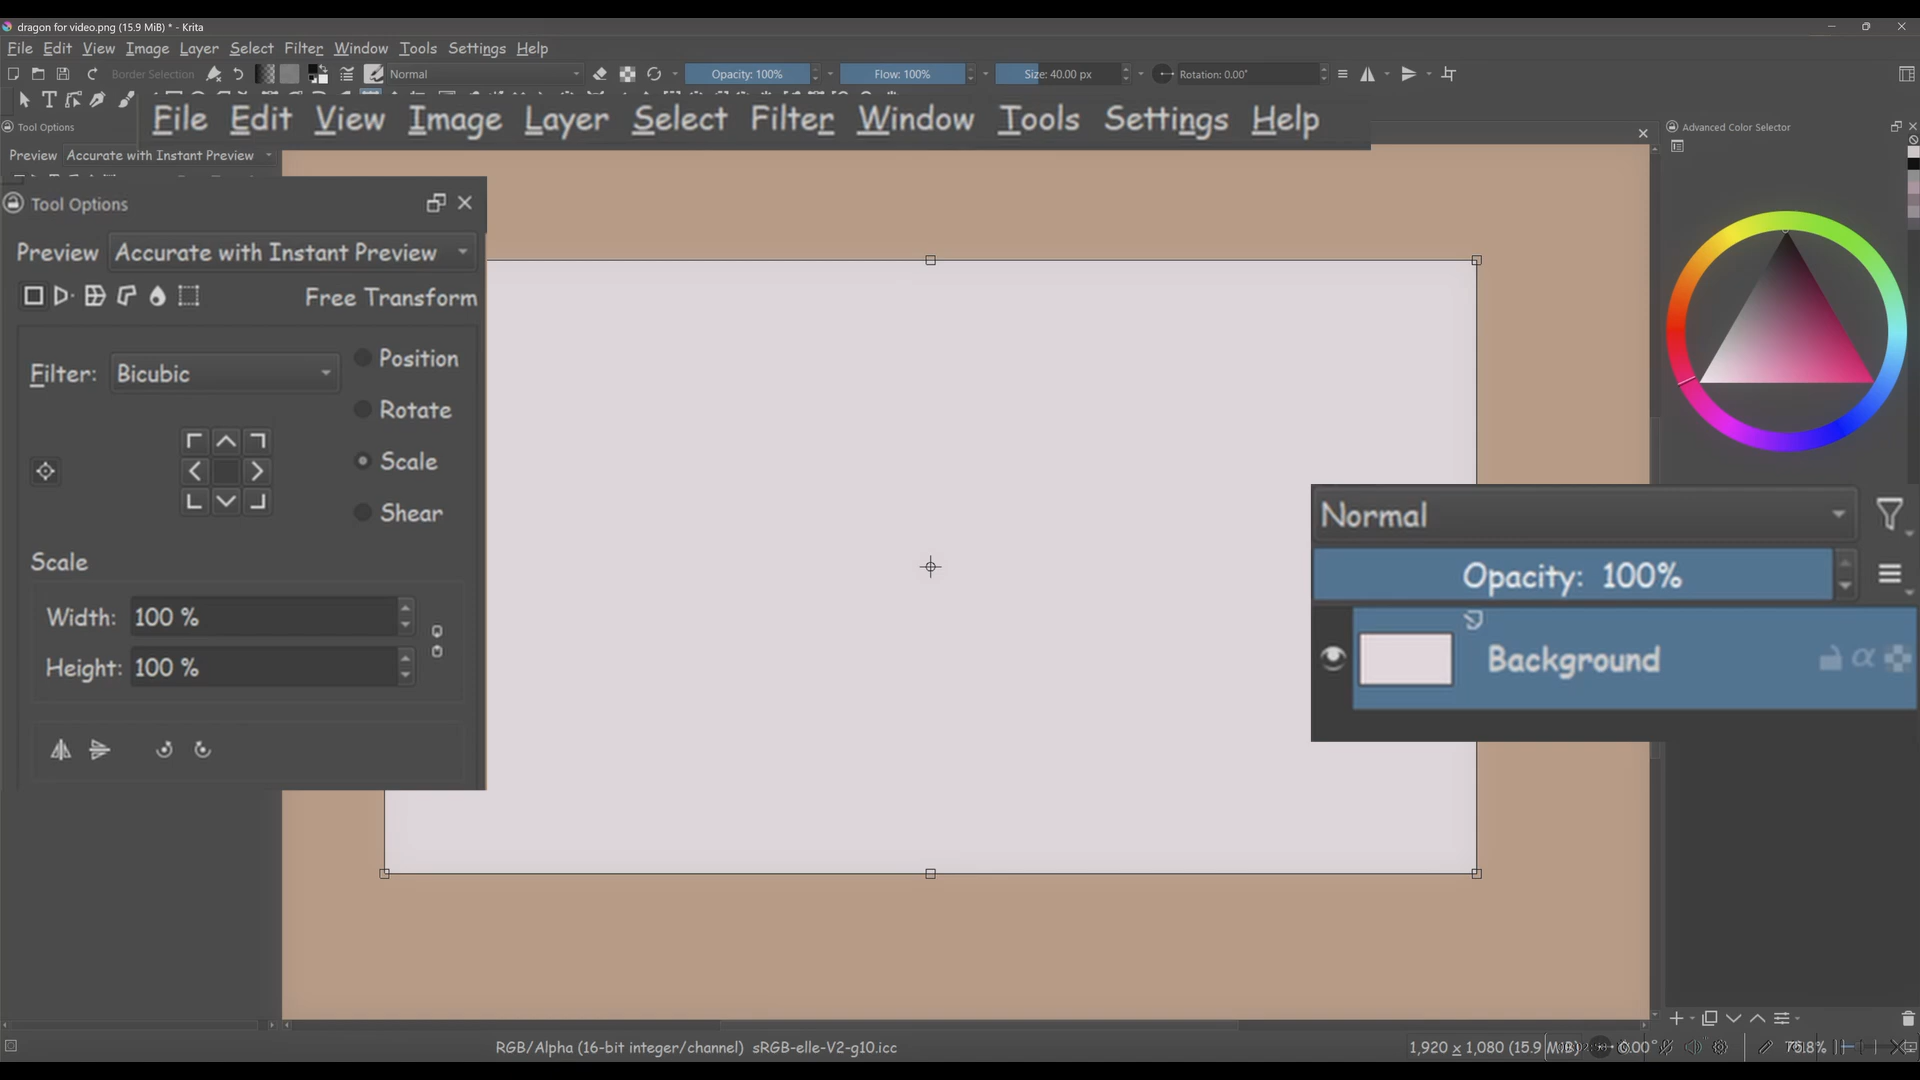 dragon for video.png (15.9 MiB) * - Krita
File Edit View Image Layer Select Filter Window Tools Settings Help
Border Selection Normal Opacity: 100% Flow: 100% Size: 40.00 px Rotation: 0.00°
File Edit View Image Layer Select Filter Window Tools Settings Help
Tool Options
Advanced Color Selector
Preview Accurate with Instant Preview
Tool Options
Preview Accurate with Instant Preview
Free Transform
Filter: Bicubic
Position
Rotate
Scale
Shear
Scale
Width: 100 %
Height: 100 %
Normal
Opacity: 100%
Background
RGB/Alpha (16-bit integer/channel) sRGB-elle-V2-g10.icc
1,920 x 1,080 (15.9 MiB)